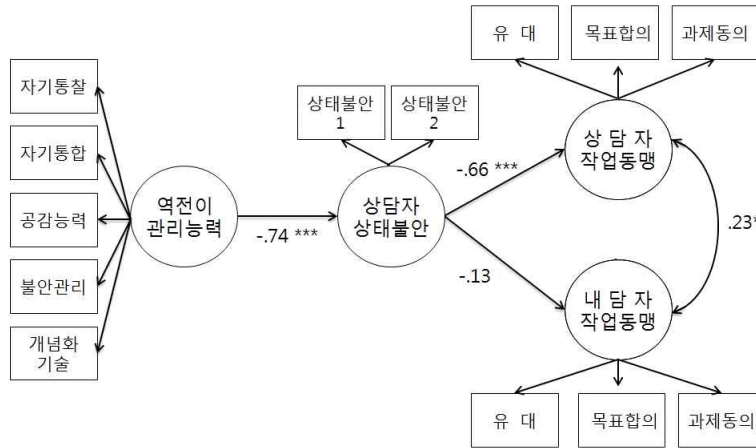 유 대
목표합의
과제동의
자기통찰
자기통합
공감능력
불안관리
개념화
기술
역전이
관리능력
-.74 ***
상태불안
1
상태불안
2
상담자
상태불안
-.66 ***
-.13
상 담 자
작업동맹
.23*
내 담 자
작업동맹
유 대
목표합의
과제동의